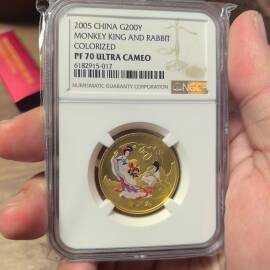 2005 CHINA G200Y
MONKEY KING AND RABBIT
COLORIZED
PF 70 ULTRA CAMEO
6182915-017
NGC
NUMISMATIC GUARANTY CORPORATION